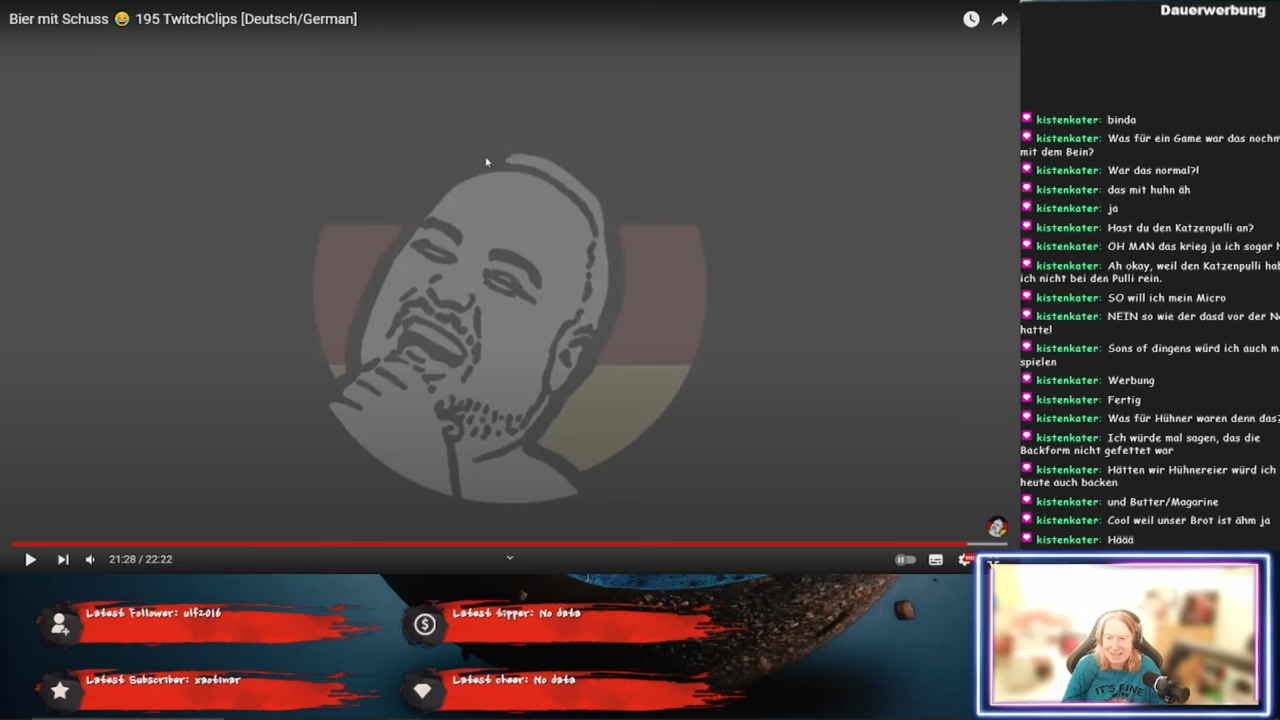 Bier mit Schuss 😂 195 TwitchClips [Deutsch/German]
Dauerwerbung
kistenkater: binda
kistenkater: Was für ein Game war das nochm
mit dem Bein?
kistenkater: War das normal?!
kistenkater: das mit huhn äh
kistenkater: ja
kistenkater: Hast du den Katzenpulli an?
kistenkater: OH MAN das krieg ja ich sogar h
kistenkater: Ah okay, weil den Katzenpulli hab
ich nicht bei den Pulli rein.
kistenkater: SO will ich mein Micro
kistenkater: NEIN so wie der dasd vor der N
hatte!
kistenkater: Sons of dingens würd ich auch m
spielen
kistenkater: Werbung
kistenkater: Fertig
kistenkater: Was für Hühner waren denn das?
kistenkater: Ich würde mal sagen, das die
Backform nicht gefettet war
kistenkater: Hätten wir Hühnereier würd ich
heute auch backen
kistenkater: und Butter/Magarine
kistenkater: Cool weil unser Brot ist ähm ja
kistenkater: Häää
21:28 / 22:22
Latest Follower: ulf2016
Latest tipper: No data
Latest Subscriber: xaotinar
Latest cheer: No data
IT'S FINE